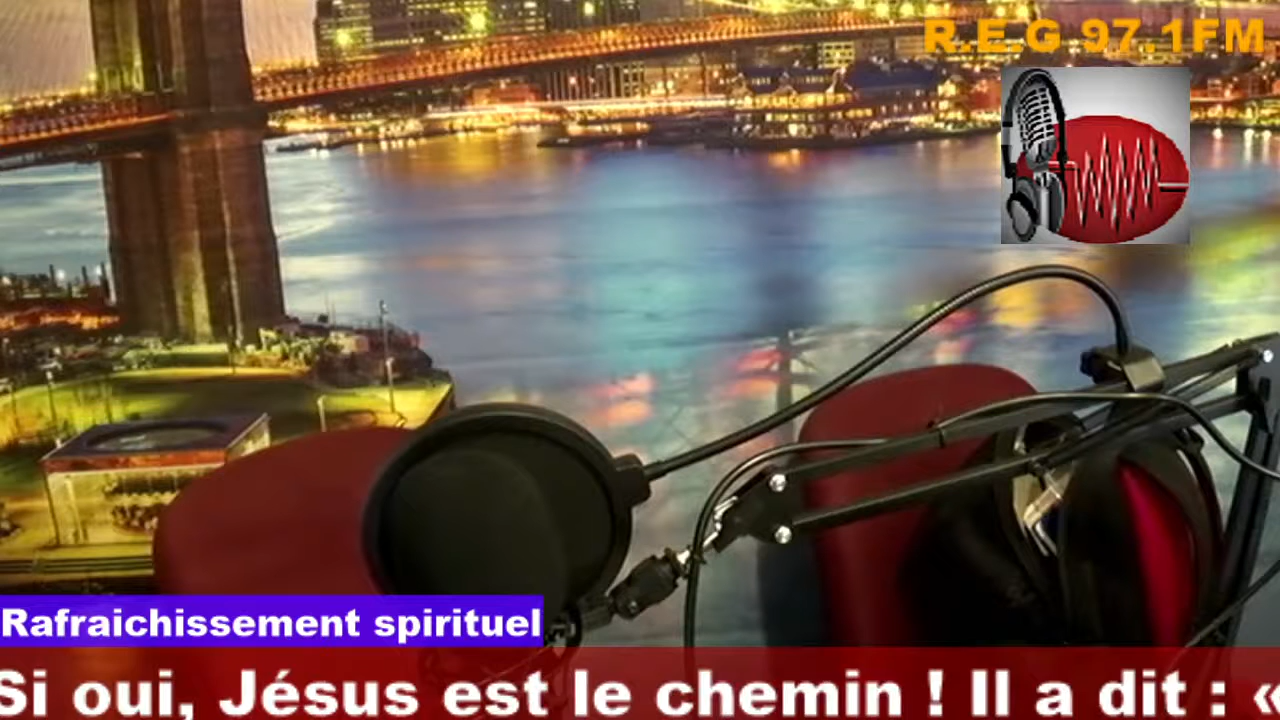 R.E.G 97.1FM
Rafraichissement spirituel
Si oui, Jésus est le chemin ! Il a dit : «